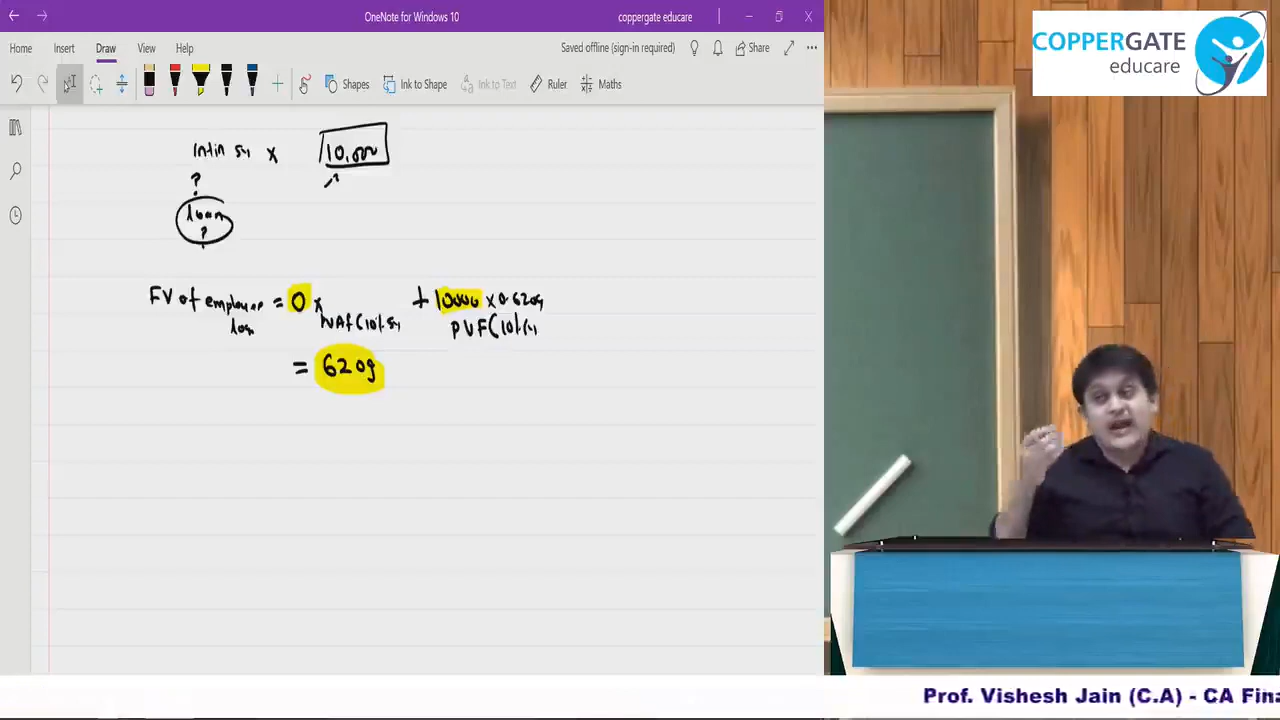 OneNote for Windows 10
coppergate educare
Home Insert Draw View Help
Saved offline (sign-in required)
Share
Shapes
Ink to Shape
Ink to Text
Ruler
Maths
COPPERGATE
educare
x 10,000
?
loan
?
FV of employee = 0 x + 10000 x 0.6209
loan PVF(10%
= 6209
Prof. Vishesh Jain (C.A) - CA Fina